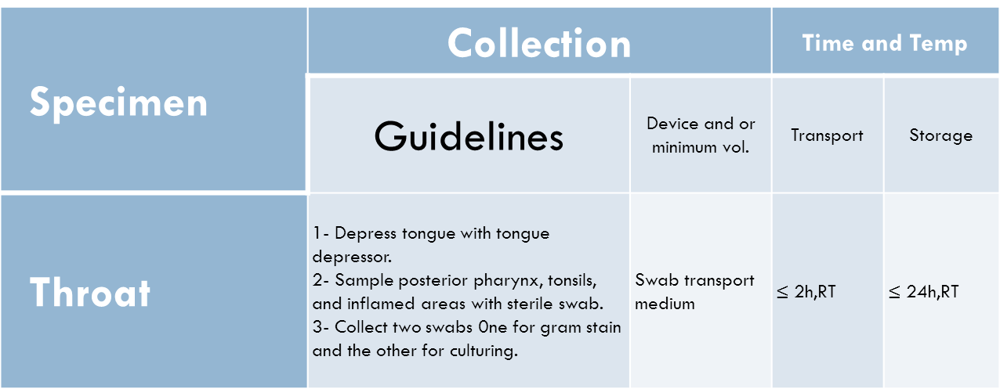 Specimen
Collection
Time and Temp
Guidelines
Device and or
minimum vol.
Transport
Storage
Throat
1- Depress tongue with tongue
depressor.
2- Sample posterior pharynx, tonsils,
and inflamed areas with sterile swab.
3- Collect two swabs 0ne for gram stain
and the other for culturing.
Swab transport
medium
≤ 2h,RT
≤ 24h,RT